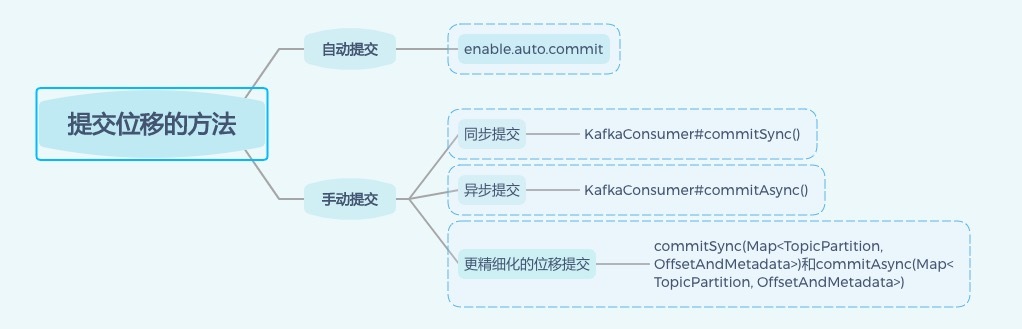 提交位移的方法
自动提交
enable.auto.commit
手动提交
同步提交
KafkaConsumer#commitSync()
异步提交
KafkaConsumer#commitAsync()
更精细化的位移提交
commitSync(Map<TopicPartition,
OffsetAndMetadata>)和commitAsync(Map<
TopicPartition, OffsetAndMetadata>)